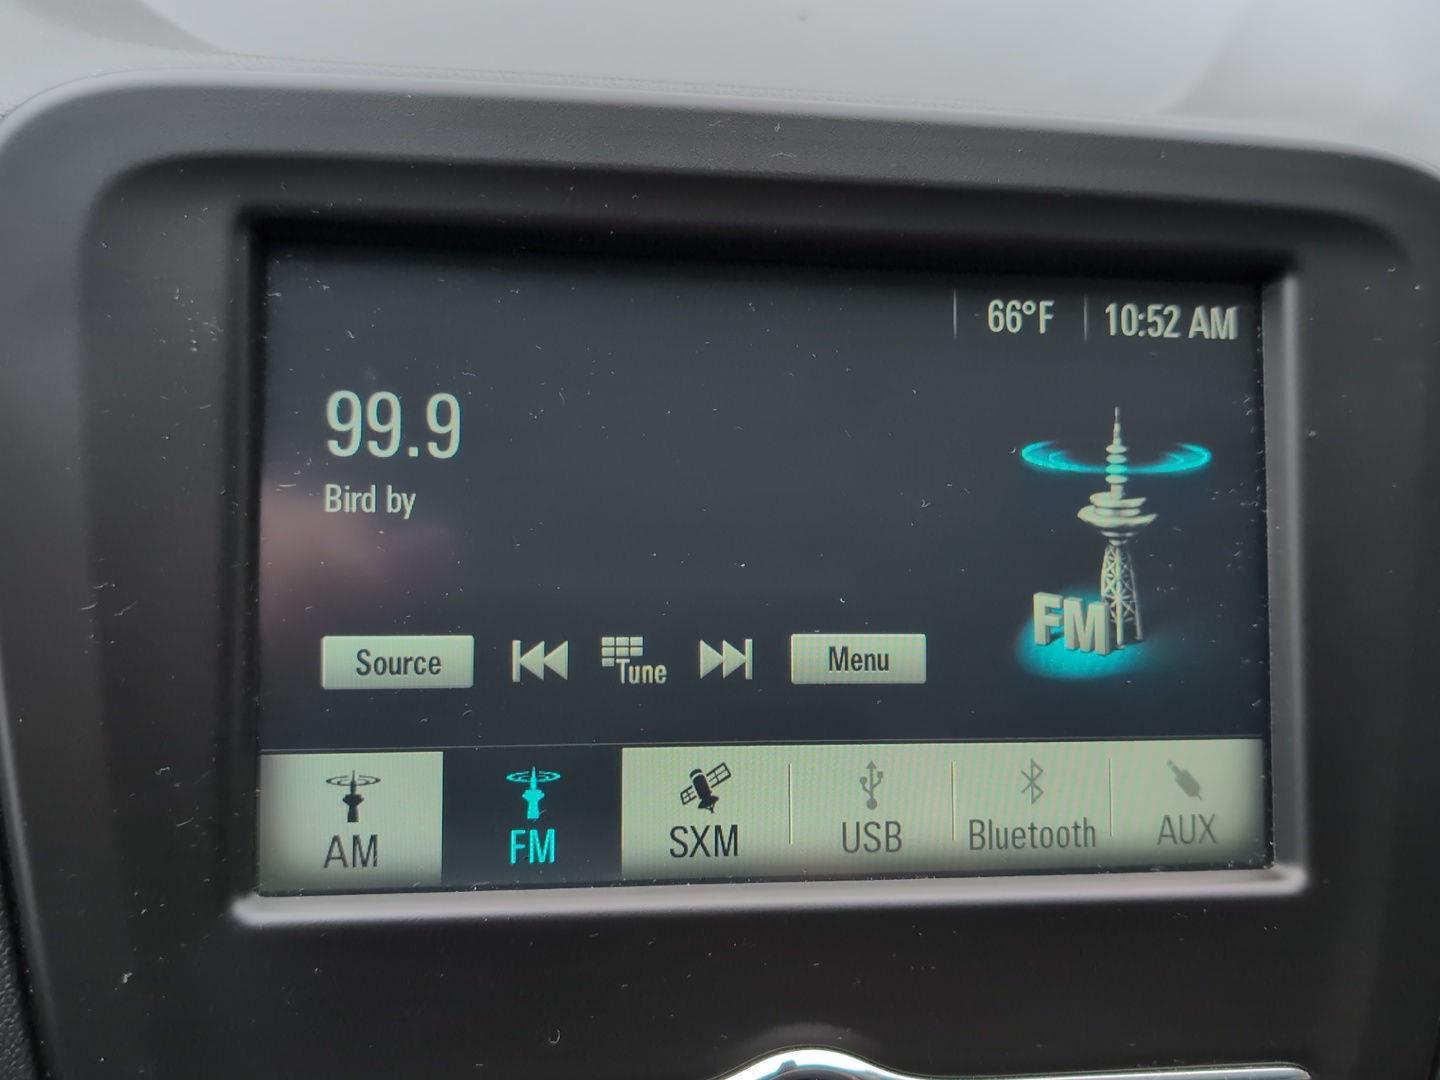 66°F 10:52 AM
99.9
Bird by
FM
Source Tune Menu
AM FM SXM USB Bluetooth AUX